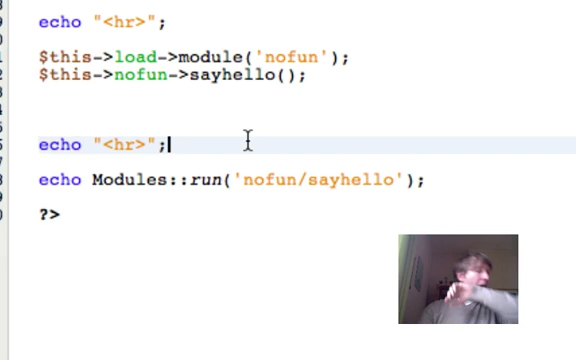 echo "<hr>";
$this->load->module('nofun');
$this->nofun->sayhello();
echo "<hr>";
echo Modules::run('nofun/sayhello');
?>